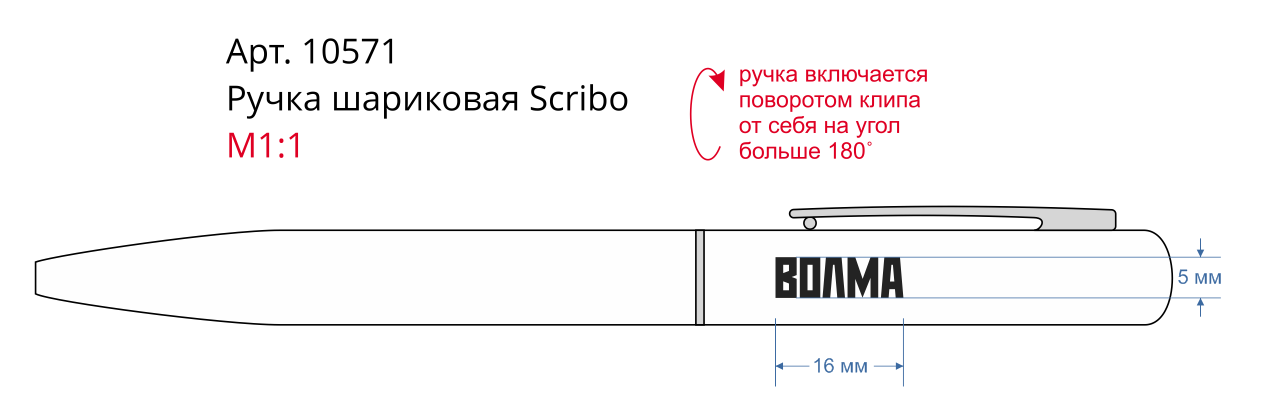 Арт. 10571
Ручка шариковая Scribo
М1:1
ручка включается
поворотом клипа
от себя на угол
больше 180°
ВОЛМА
5 мм
16 мм